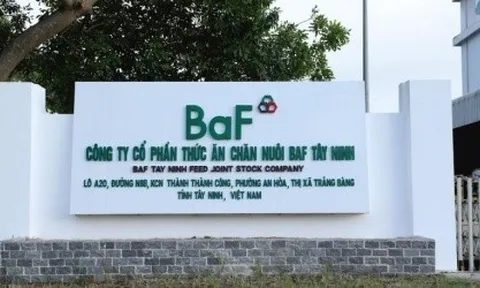 BaF
CÔNG TY CỔ PHẦN THỨC ĂN CHĂN NUÔI BAF TÂY NINH
BAF TAY NINH FEED JOINT STOCK COMPANY
LÔ A20, ĐƯỜNG N8B, KCN THÀNH THÀNH CÔNG, PHƯỜNG AN HÒA, THỊ XÃ TRẢNG BÀNG
TỈNH TÂY NINH, VIỆT NAM